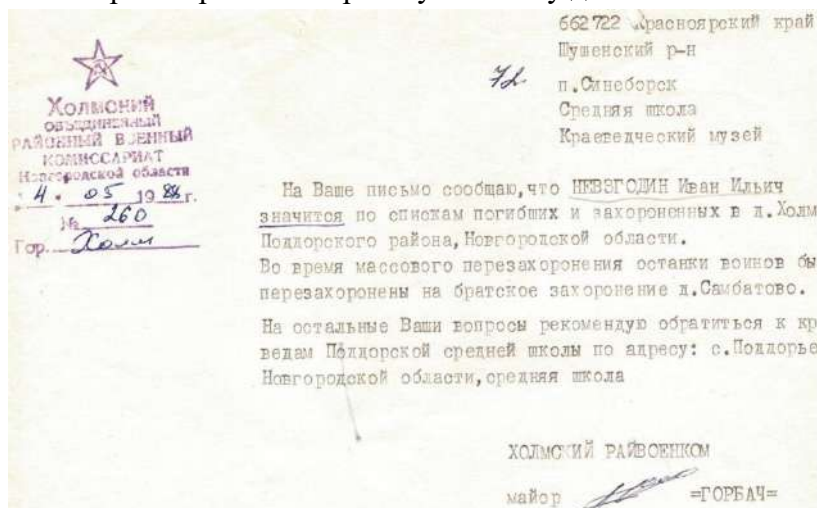 ХОЛМСКИЙ
ОБЪЕДИНЕННЫЙ
РАЙОННЫЙ ВОЕННЫЙ
КОМИССАРИАТ
Новгородской области
4. 05 1984 г.
№ 260
Гор. Холм
662722 Красноярский край
Шушенский р-н
п.Синеборск
Средняя школа
Краеведческий музей
На Ваше письмо сообщаю,что НЕВЗГОДИН Иван Ильич
значится по спискам погибших и захороненных в д.Холм
Поддорского района,Новгородской области.
Во время массового перезахоронения останки воинов бы
перезахоронены на братское захоронение д.Самбатово.
На остальные Ваши вопросы рекомендую обратиться к кр
ведам Поддорской средней школы по адресу: с.Поддорье
Новгородской области,средняя школа
ХОЛМСКИЙ РАЙВОЕНКОМ
майор =ГОРБАЧ=